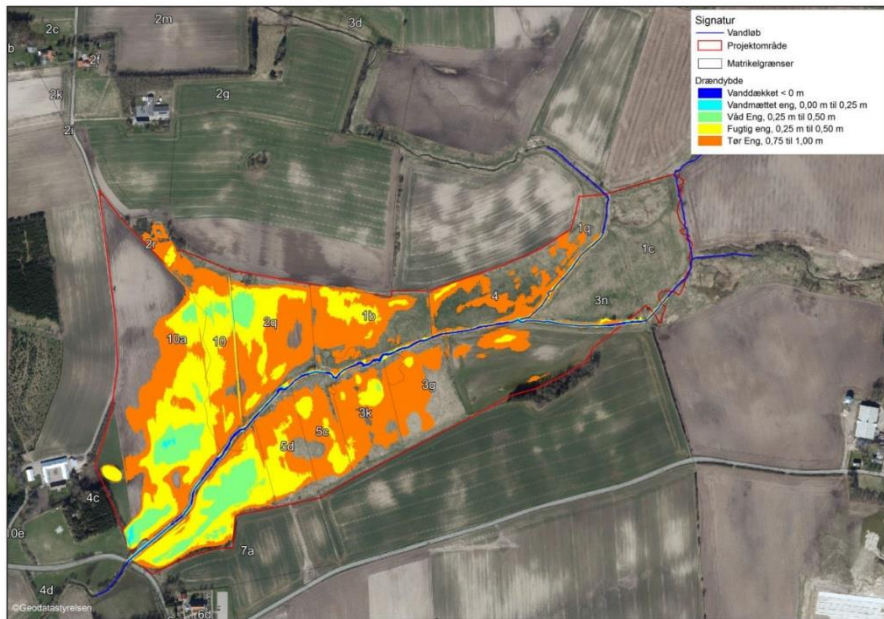 2c
2m
3d
b
2f
2k
2g
2i
Signatur
Vandløb
Projektområde
Matrikelgrænser
Drændybde
Vanddækket < 0 m
Vandmættet eng, 0,00 m til 0,25 m
Våd Eng, 0,25 m til 0,50 m
Fugtig eng, 0,25 m til 0,50 m
Tør Eng, 0,75 til 1,00 m
2r
1q
1c
4
3n
2q
1b
10a
10
3g
3k
5c
5d
4c
10e
7a
4d
6d
©Geodatastyrelsen